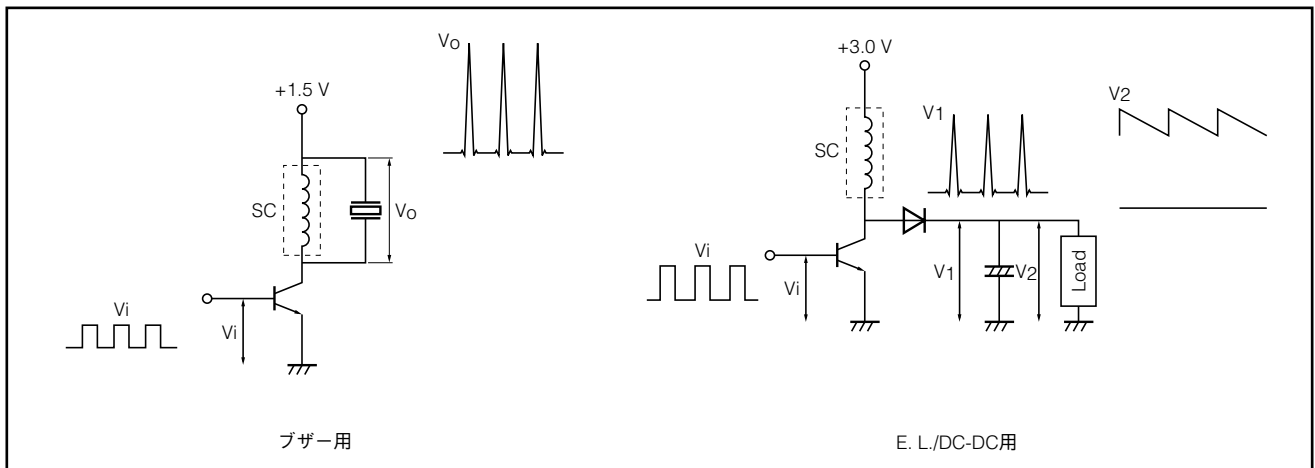 Vo
+1.5 V
SC
Vo
Vi
Vi
ブザー用
+3.0 V
SC
V1
V2
Vi
Vi
V1
V2
Load
E. L./DC-DC用